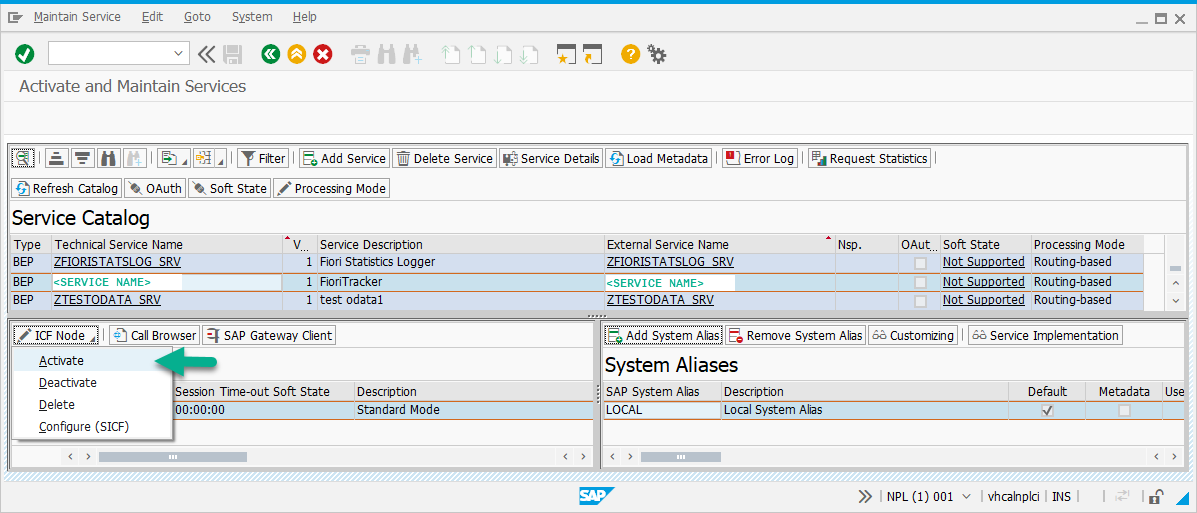 Maintain Service Edit Goto System Help
Activate and Maintain Services
Filter Add Service Delete Service Service Details Load Metadata Error Log Request Statistics
Refresh Catalog OAuth Soft State Processing Mode
Service Catalog
Type Technical Service Name V... Service Description External Service Name Nsp. OAut... Soft State Processing Mode
BEP ZFIORISTATSLOG_SRV 1 Fiori Statistics Logger ZFIORISTATSLOG_SRV Not Supported Routing-based
BEP <SERVICE NAME> 1 FioriTracker <SERVICE NAME> Not Supported Routing-based
BEP ZTESTODATA_SRV 1 test odata1 ZTESTODATA_SRV Not Supported Routing-based
ICF Node Call Browser SAP Gateway Client Add System Alias Remove System Alias Customizing Service Implementation
Activate
Deactivate
Delete
Configure (SICF)
Session Time-out Soft State Description
00:00:00 Standard Mode
System Aliases
SAP System Alias Description Default Metadata Use
LOCAL Local System Alias
SAP NPL (1) 001 vhcalnplci INS